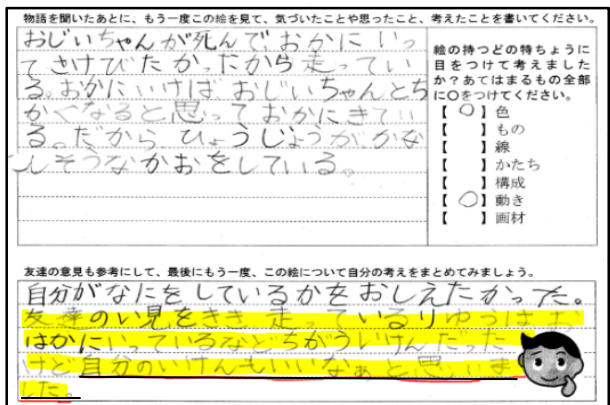 物語を聞いたあとに、もう一度この絵を見て、気づいたことや思ったこと、考えたことを書いてください。
おじいちゃんが死んで、おかにいっ
てさけびたかったから走ってい
る。おかにいけば、おじいちゃんとち
かくなると思っておかにきてい
る。だから、ひょうじょうがかな
しそうなかおをしている。
絵の持つどの特ちょうに
目をつけて考えました
か？あてはまるもの全部
に○をつけてください。
【 ○ 】色
【 】もの
【 】線
【 】かたち
【 】構成
【 ○ 】動き
【 】画材
友達の意見も参考にして、最後にもう一度、この絵について自分の考えをまとめてみましょう。
自分がなにをしているかをおしえたかった。
友達のい見をきき走っているりゆうはお
はかにいっているなどちがういけんだった
けど自分のいけんもいいなぁと思いま
した。